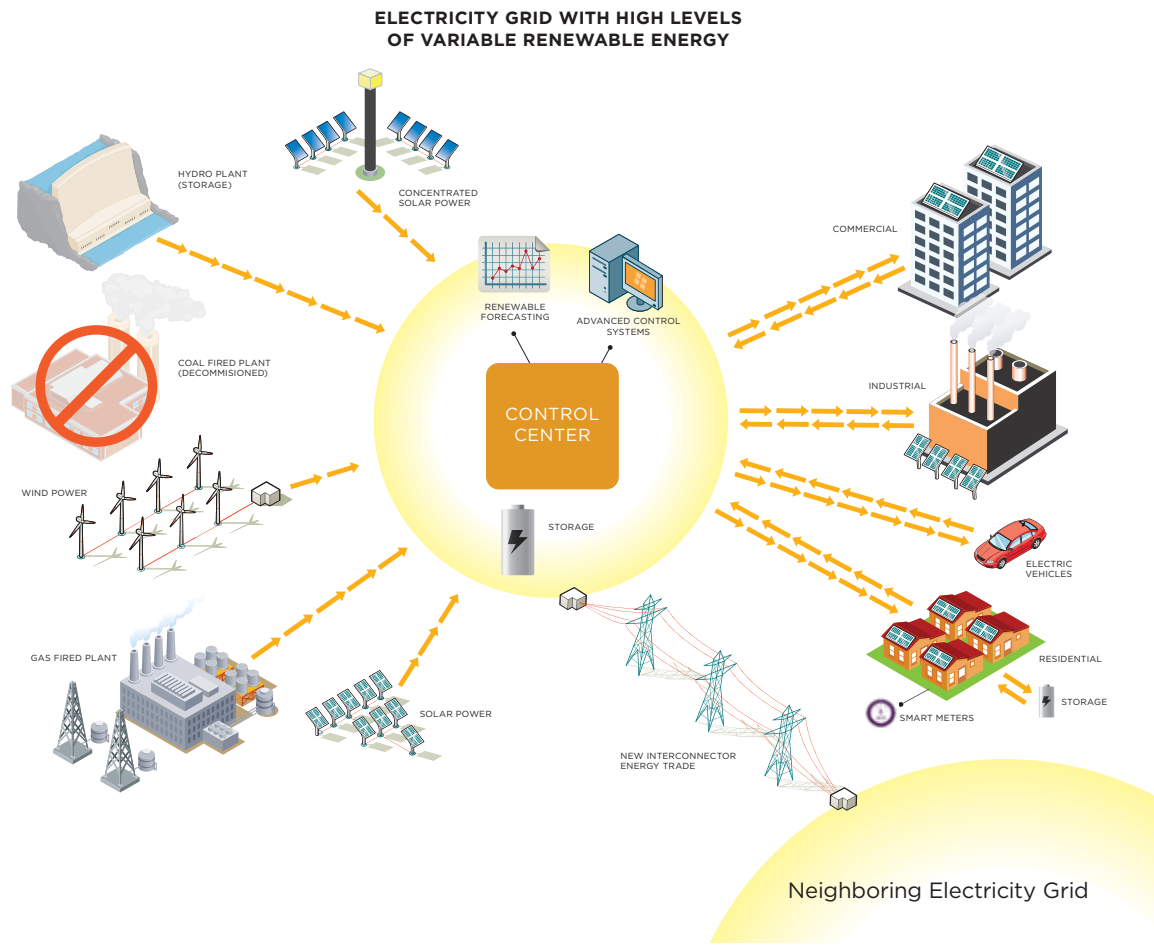 ELECTRICITY GRID WITH HIGH LEVELS
OF VARIABLE RENEWABLE ENERGY
HYDRO PLANT
(STORAGE)
CONCENTRATED
SOLAR POWER
COMMERCIAL
RENEWABLE
FORECASTING
ADVANCED CONTROL
SYSTEMS
COAL FIRED PLANT
(DECOMMISIONED)
INDUSTRIAL
CONTROL
CENTER
WIND POWER
STORAGE
ELECTRIC
VEHICLES
GAS FIRED PLANT
RESIDENTIAL
SOLAR POWER
STORAGE
SMART METERS
NEW INTERCONNECTOR
ENERGY TRADE
Neighboring Electricity Grid